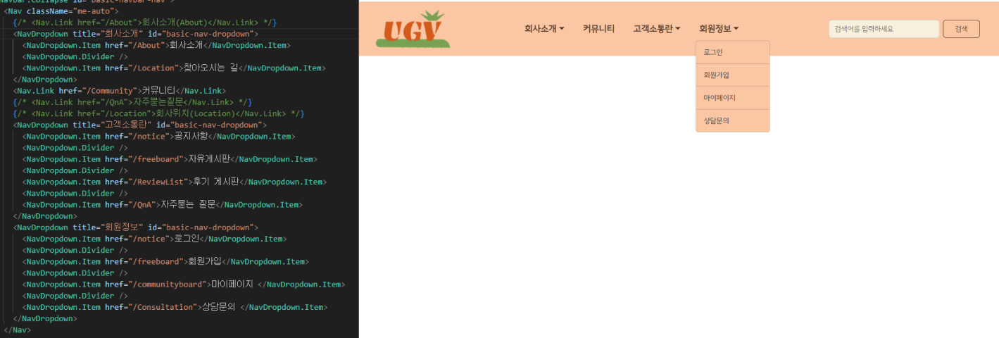 Navbar.Collapse id="basic-navbar-nav">
<Nav className="me-auto">
{/* <Nav.Link href="/About">회사소개(About)</Nav.Link> */}
<NavDropdown title="회사소개" id="basic-nav-dropdown">
<NavDropdown.Item href="/About">회사소개</NavDropdown.Item>
<NavDropdown.Divider />
<NavDropdown.Item href="/Location">찾아오시는 길</NavDropdown.Item>
</NavDropdown>
<Nav.Link href="/Community">커뮤니티</Nav.Link>
{/* <Nav.Link href="/QnA">자주묻는질문</Nav.Link> */}
{/* <Nav.Link href="/Location">회사위치(Location)</Nav.Link> */}
<NavDropdown title="고객소통란" id="basic-nav-dropdown">
<NavDropdown.Item href="/notice">공지사항</NavDropdown.Item>
<NavDropdown.Divider />
<NavDropdown.Item href="/freeboard">자유게시판</NavDropdown.Item>
<NavDropdown.Divider />
<NavDropdown.Item href="/ReviewList">후기 게시판</NavDropdown.Item>
<NavDropdown.Divider />
<NavDropdown.Item href="/QnA">자주묻는 질문</NavDropdown.Item>
</NavDropdown>
<NavDropdown title="회원정보" id="basic-nav-dropdown">
<NavDropdown.Item href="/notice">로그인</NavDropdown.Item>
<NavDropdown.Divider />
<NavDropdown.Item href="/freeboard">회원가입</NavDropdown.Item>
<NavDropdown.Divider />
<NavDropdown.Item href="/communityboard">마이페이지 </NavDropdown.Item>
<NavDropdown.Divider />
<NavDropdown.Item href="/Consultation">상담문의 </NavDropdown.Item>
</NavDropdown>
</Nav>
UGV
회사소개 커뮤니티 고객소통란 회원정보 검색어를 입력하세요 검색
로그인
회원가입
마이페이지
상담문의